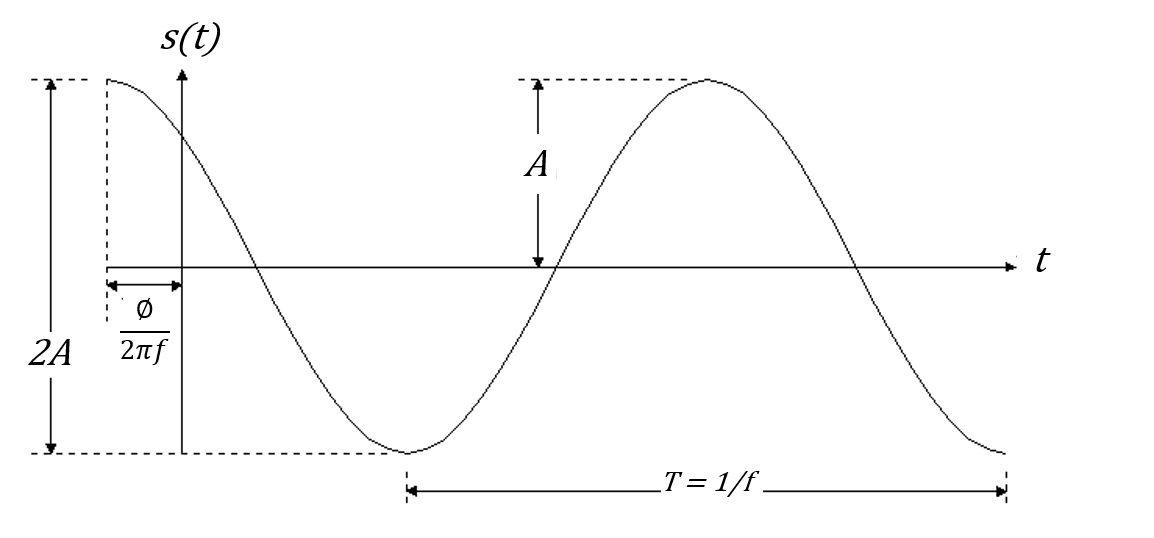 s(t)
A
t
∅
2πf
2A
T = 1/f